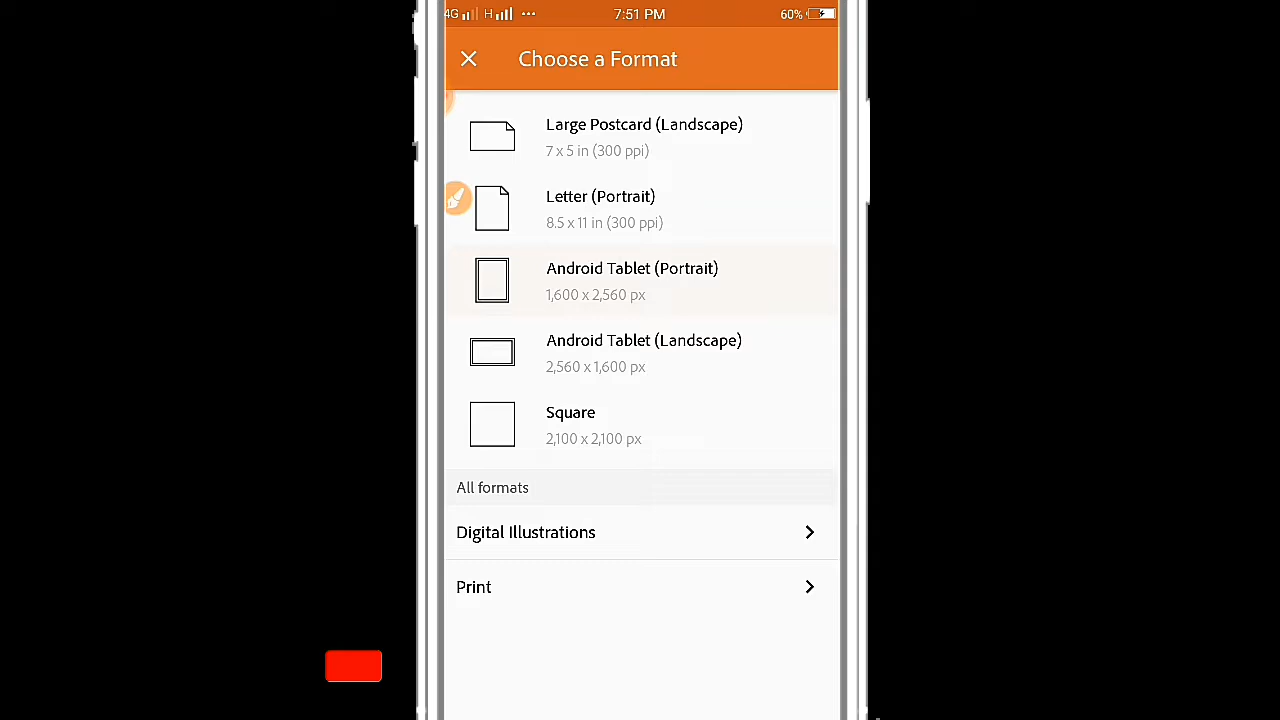 4G H ••• 7:51 PM 60%
Choose a Format
Large Postcard (Landscape)
7 x 5 in (300 ppi)
Letter (Portrait)
8.5 x 11 in (300 ppi)
Android Tablet (Portrait)
1,600 x 2,560 px
Android Tablet (Landscape)
2,560 x 1,600 px
Square
2,100 x 2,100 px
All formats
Digital Illustrations
Print